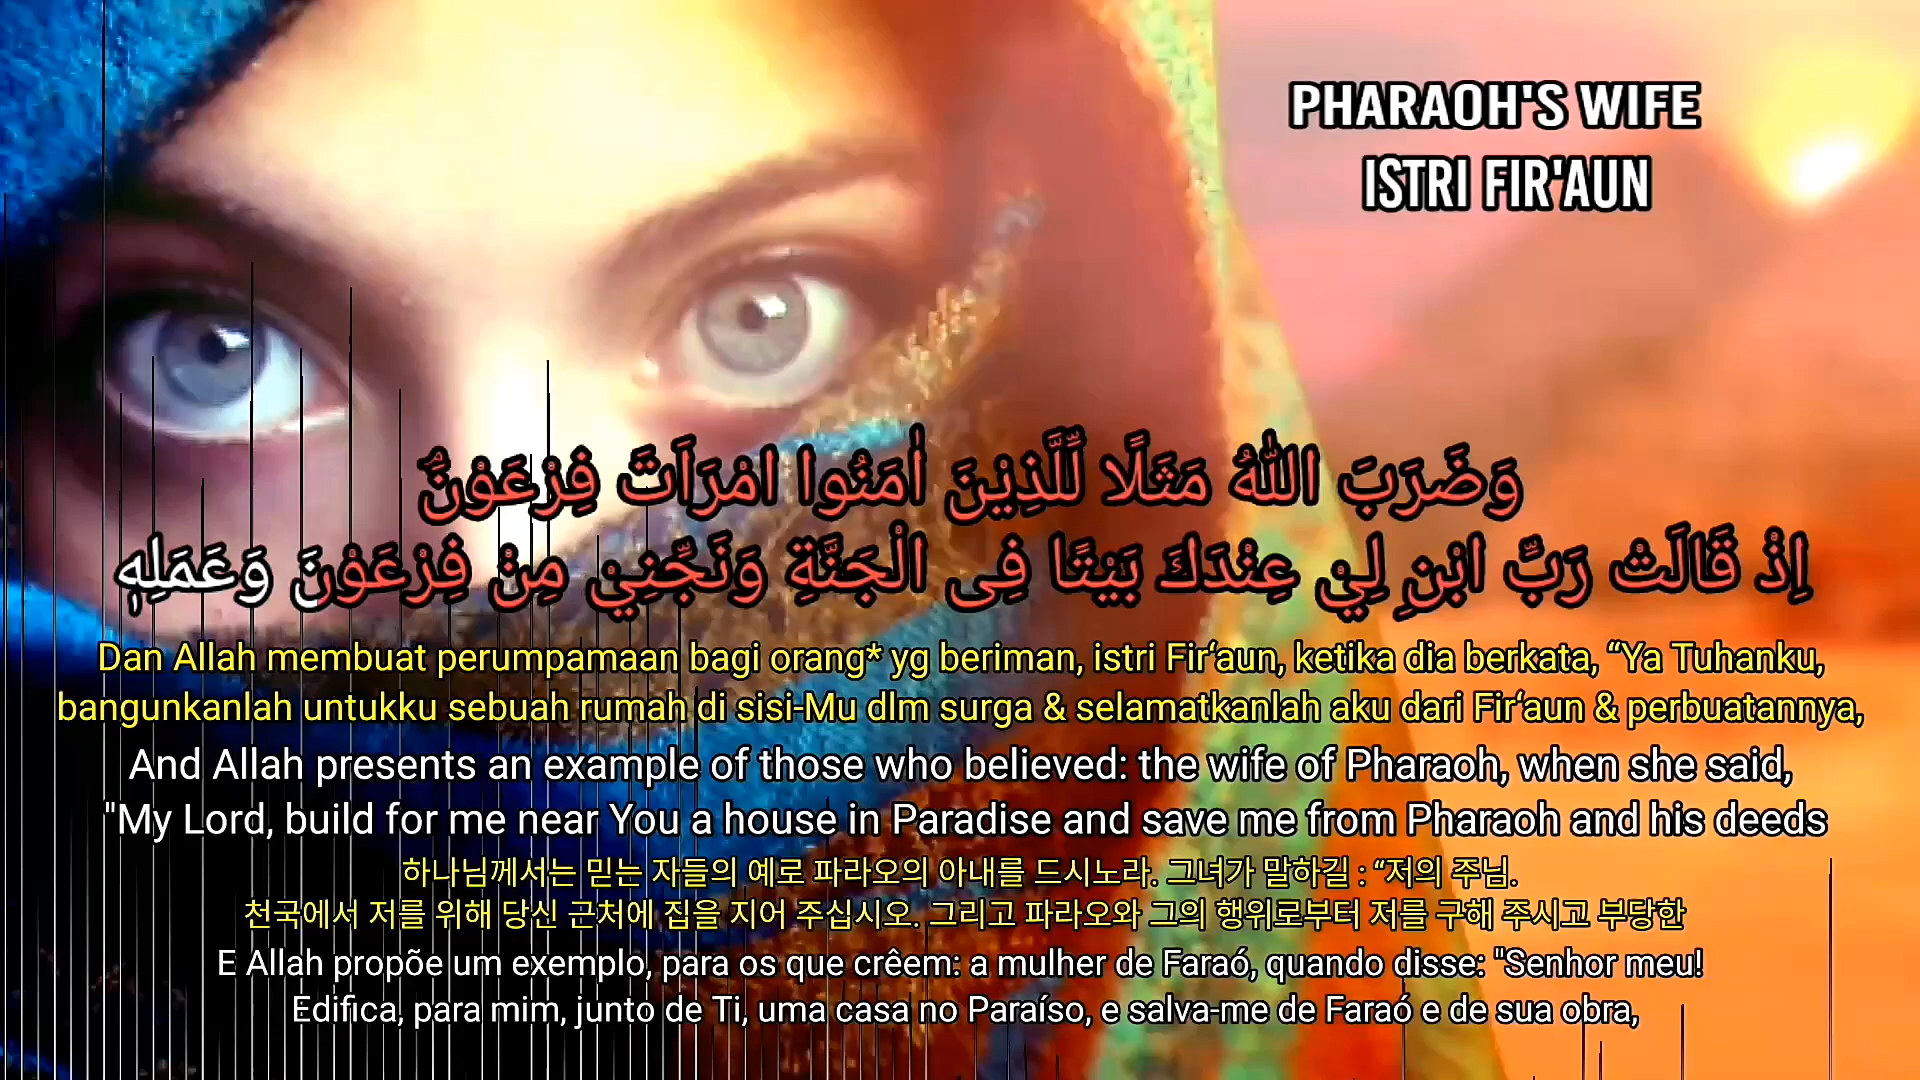 PHARAOH'S WIFE
ISTRI FIR'AUN
وَضَرَبَ اللّٰهُ مَثَلًا لِّلَّذِيْنَ اٰمَنُوا امْرَاَتَ فِرْعَوْنَۘ
اِذْ قَالَتْ رَبِّ ابْنِ لِيْ عِنْدَكَ بَيْتًا فِى الْجَنَّةِ وَنَجِّنِيْ مِنْ فِرْعَوْنَ وَعَمَلِهٖ
Dan Allah membuat perumpamaan bagi orang* yg beriman, istri Fir‘aun, ketika dia berkata, “Ya Tuhanku,
bangunkanlah untukku sebuah rumah di sisi-Mu dlm surga & selamatkanlah aku dari Fir‘aun & perbuatannya,
And Allah presents an example of those who believed: the wife of Pharaoh, when she said,
"My Lord, build for me near You a house in Paradise and save me from Pharaoh and his deeds
하나님께서는 믿는 자들의 예로 파라오의 아내를 드시노라. 그녀가 말하길 : “저의 주님.
천국에서 저를 위해 당신 근처에 집을 지어 주십시오. 그리고 파라오와 그의 행위로부터 저를 구해 주시고 부당한
E Allah propõe um exemplo, para os que crêem: a mulher de Faraó, quando disse: "Senhor meu!
Edifica, para mim, junto de Ti, uma casa no Paraíso, e salva-me de Faraó e de sua obra,